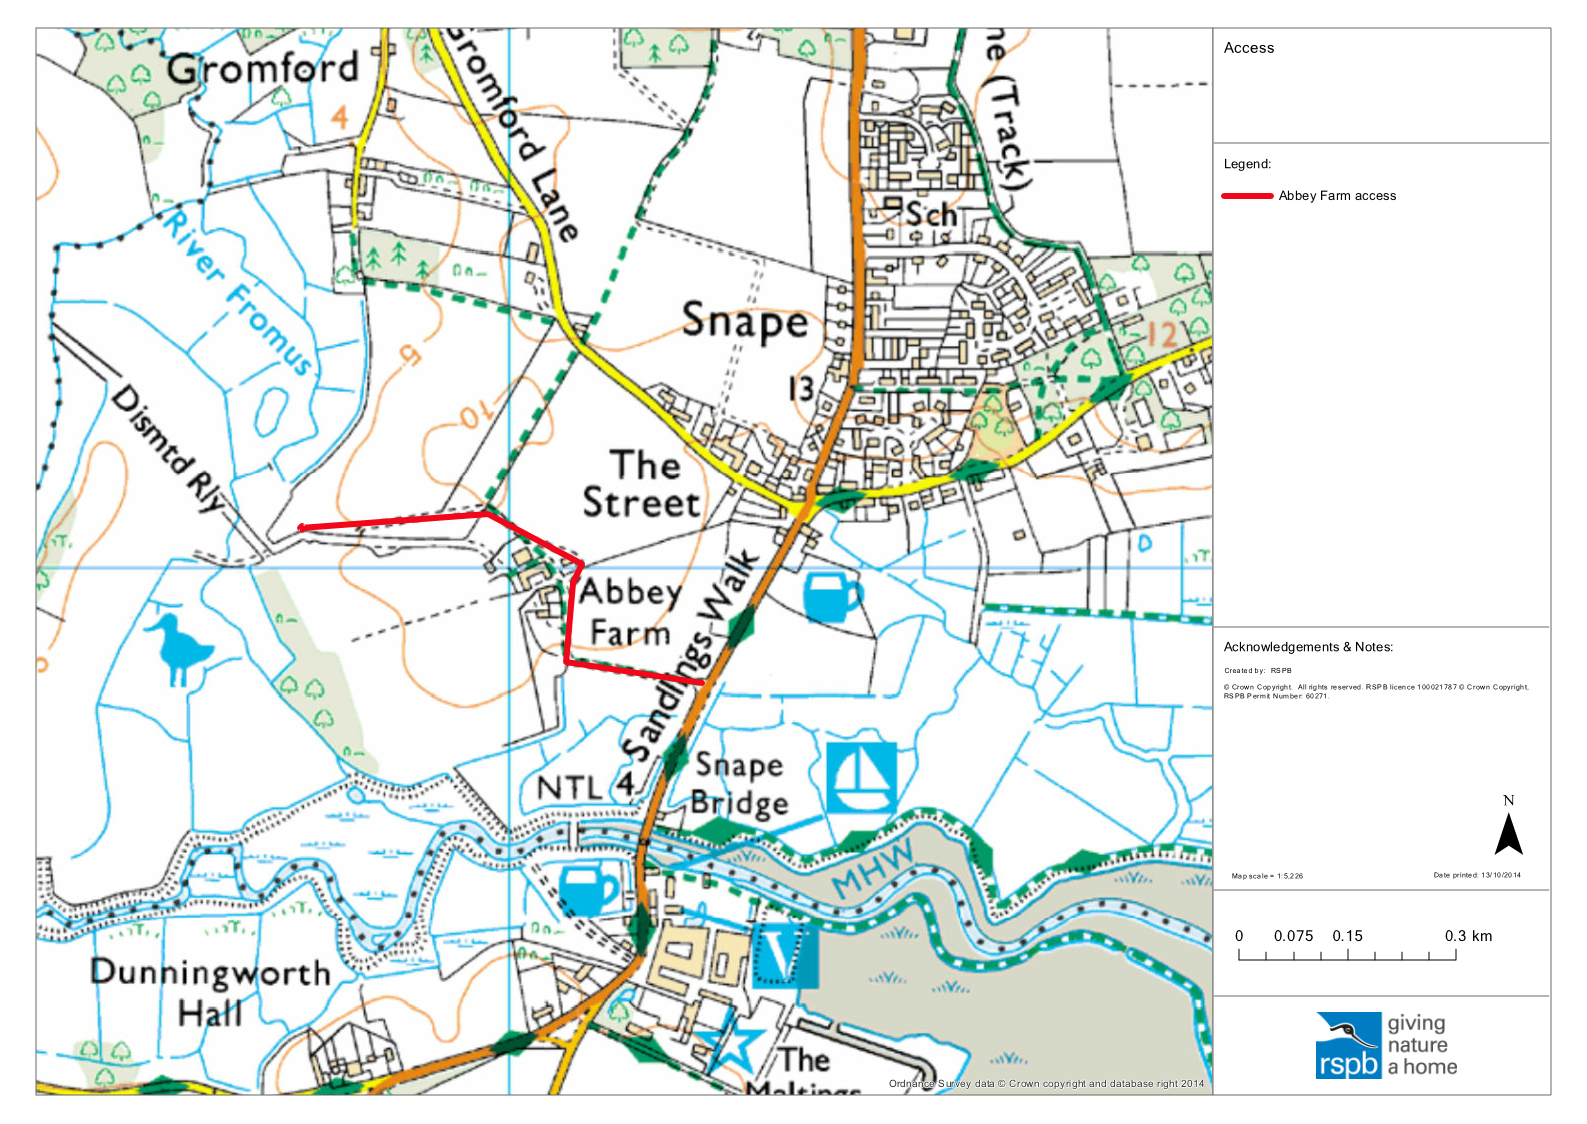 Gromford
4
Gromford Lane
ne (Track)
Sch
River Fromus
Snape
12
5
13
10
Dismtd Rly
The
Street
Abbey
Farm
Sandlings Walk
NTL
4
Snape
Bridge
MHW
Dunningworth
Hall
The
Maltings
Ordnance Survey data © Crown copyright and database right 2014
Access
Legend:
Abbey Farm access
Acknowledgements & Notes:
Created by: RSPB
© Crown Copyright. All rights reserved. RSPB licence 100021787 © Crown Copyright,
RSPB Permit Number: 60271.
N
Map scale = 1:5,226
Date printed: 13/10/2014
0 0.075 0.15 0.3 km
rspb
giving
nature
a home